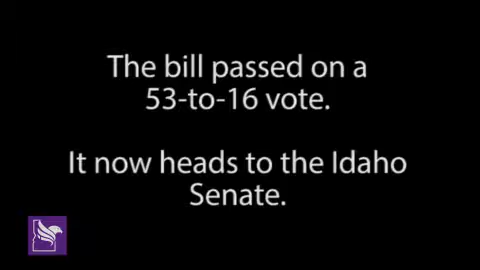 The bill passed on a
53-to-16 vote.
It now heads to the Idaho
Senate.